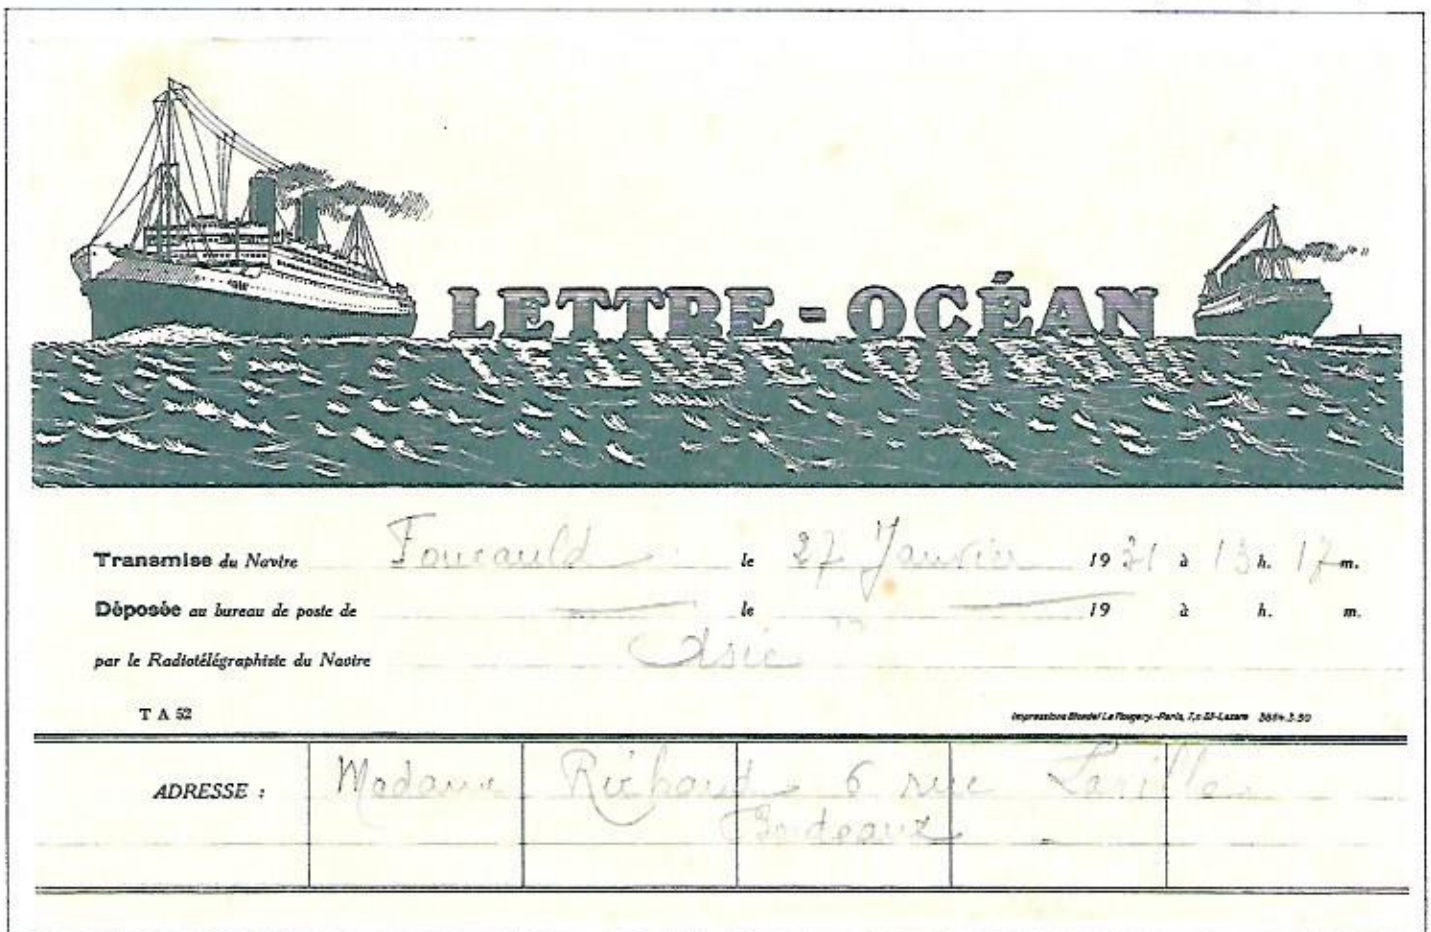 LETTRE-OCÉAN
Transmise du Navire Foucauld le 27 Janvier 1931 à 13 h. 17 m.
Déposée au bureau de poste de le 19 à h. m.
par le Radiotélégraphiste du Navire Asie
T A 52
Impressions Blondel La Rougery.-Paris, 7, r. St-Lazare
ADRESSE : Madame Richaud 6 rue
Bordeaux